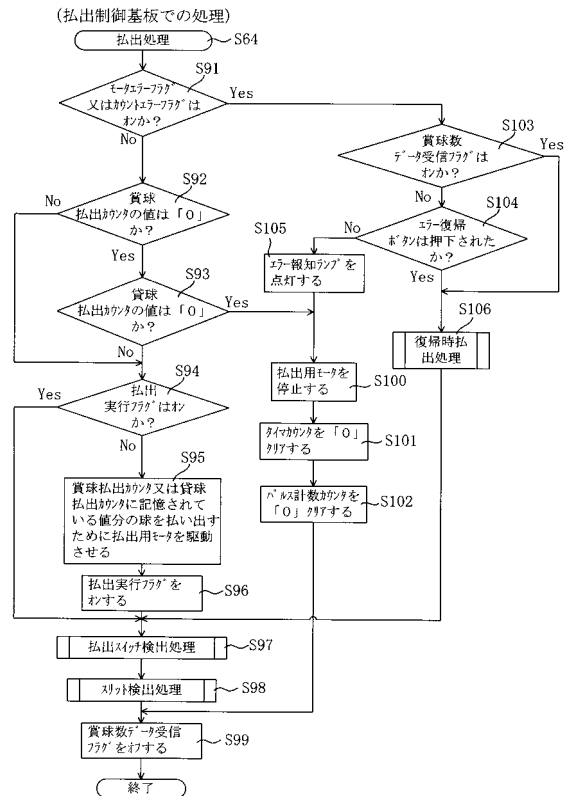 (払出制御基板での処理)
払出処理
S64
S91
ﾓｰﾀｴﾗｰﾌﾗｸﾞ
又はｶｳﾝﾄｴﾗｰﾌﾗｸﾞは
ｵﾝか?
Yes
No
S103
賞球数
ﾃﾞｰﾀ受信ﾌﾗｸﾞは
ｵﾝか?
Yes
No
S92
賞球
払出ｶｳﾝﾀの値は「0」
か?
No
Yes
S104
ｴﾗｰ復帰
ﾎﾞﾀﾝは押下された
か?
No
Yes
S105
ｴﾗｰ報知ﾗﾝﾌﾟを
点灯する
S93
貸球
払出ｶｳﾝﾀの値は「0」
か?
Yes
No
S106
復帰時払
出処理
S94
払出
実行ﾌﾗｸﾞはｵﾝ
か?
Yes
No
S100
払出用ﾓｰﾀを
停止する
S101
ﾀｲﾏｶｳﾝﾀを「0」
ｸﾘｱする
S102
ﾊﾟﾙｽ計数ｶｳﾝﾀを
「0」ｸﾘｱする
S95
賞球払出ｶｳﾝﾀ又は貸球
払出ｶｳﾝﾀに記憶されて
いる値分の球を払い出す
ために払出用ﾓｰﾀを駆動
させる
払出実行ﾌﾗｸﾞを
ｵﾝする
S96
払出ｽｲｯﾁ検出処理
S97
ｽﾘｯﾄ検出処理
S98
賞球数ﾃﾞｰﾀ受信
ﾌﾗｸﾞをｵﾌする
S99
終了